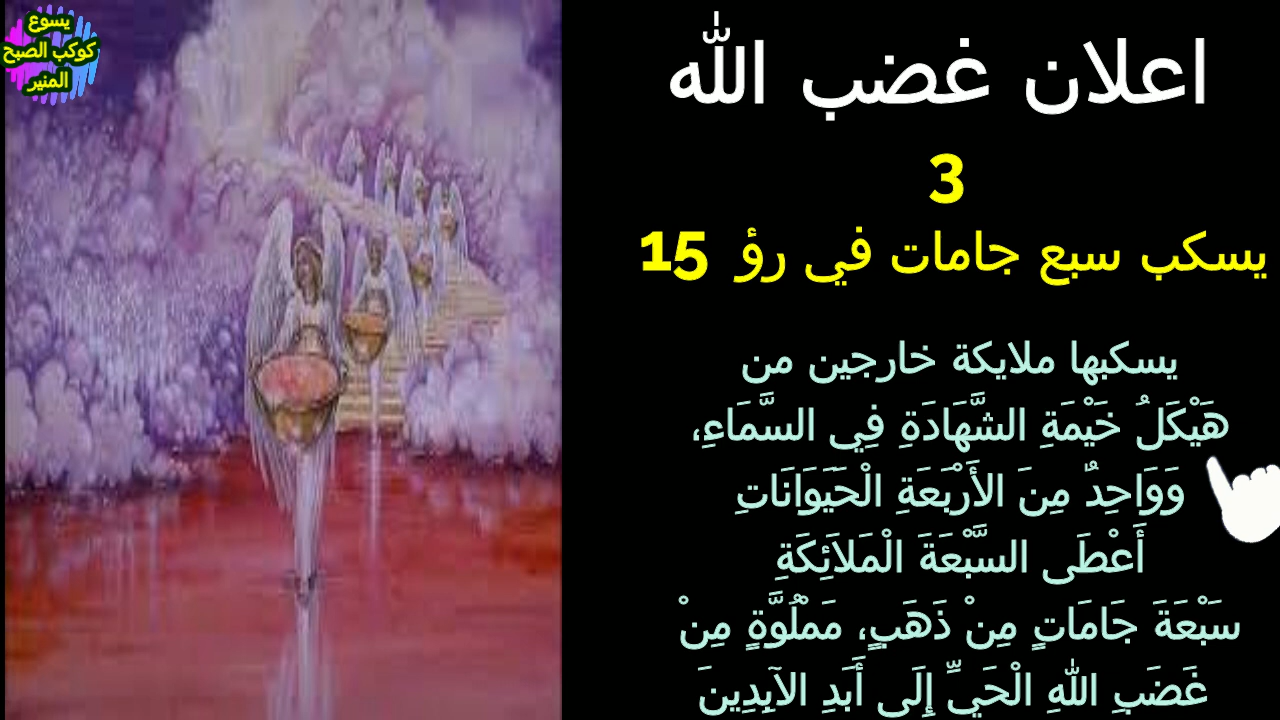 يسوع
كوكب الصبح
المنير
اعلان غضب الله
3
يسكب سبع جامات في رؤ 15
يسكبها ملايكة خارجين من
هَيْكَلُ خَيْمَةِ الشَّهَادَةِ فِي السَّمَاءِ،
وَوَاحِدٌ مِنَ الأَرْبَعَةِ الْحَيَوَانَاتِ
أَعْطَى السَّبْعَةَ الْمَلاَئِكَةِ
سَبْعَةَ جَامَاتٍ مِنْ ذَهَبٍ، مَمْلُوَّةٍ مِنْ
غَضَبِ اللهِ الْحَيِّ إِلَى أَبَدِ الآبِدِينَ